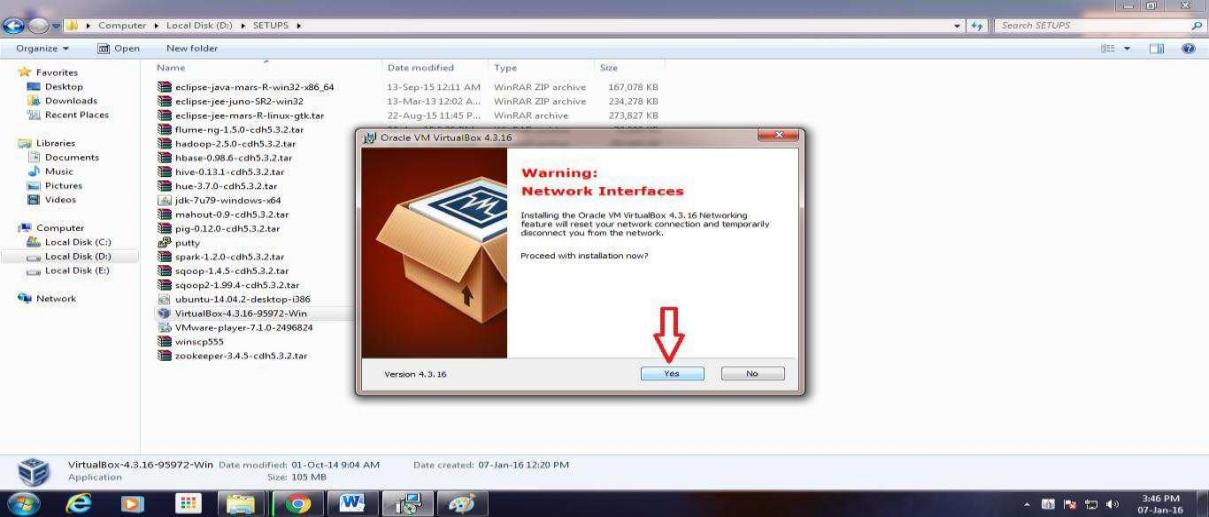 Computer ▸ Local Disk (D:) ▸ SETUPS ▸
Search SETUPS
Organize Open New folder
Favorites
Desktop
Downloads
Recent Places
Libraries
Documents
Music
Pictures
Videos
Computer
Local Disk (C:)
Local Disk (D:)
Local Disk (E:)
Network
Name Date modified Type Size
eclipse-java-mars-R-win32-x86_64 13-Sep-15 12:11 AM WinRAR ZIP archive 167,078 KB
eclipse-jee-juno-SR2-win32 13-Mar-13 12:02 A... WinRAR ZIP archive 234,278 KB
eclipse-jee-mars-R-linux-gtk.tar 22-Aug-15 11:45 P... WinRAR archive 273,827 KB
flume-ng-1.5.0-cdh5.3.2.tar
hadoop-2.5.0-cdh5.3.2.tar
hbase-0.98.6-cdh5.3.2.tar
hive-0.13.1-cdh5.3.2.tar
hue-3.7.0-cdh5.3.2.tar
jdk-7u79-windows-x64
mahout-0.9-cdh5.3.2.tar
pig-0.12.0-cdh5.3.2.tar
putty
spark-1.2.0-cdh5.3.2.tar
sqoop-1.4.5-cdh5.3.2.tar
sqoop2-1.99.4-cdh5.3.2.tar
ubuntu-14.04.2-desktop-i386
VirtualBox-4.3.16-95972-Win
VMware-player-7.1.0-2496824
winscp555
zookeeper-3.4.5-cdh5.3.2.tar
Oracle VM VirtualBox 4.3.16
Warning:
Network Interfaces
Installing the Oracle VM VirtualBox 4.3.16 Networking
feature will reset your network connection and temporarily
disconnect you from the network.
Proceed with installation now?
Version 4.3.16
Yes No
VirtualBox-4.3.16-95972-Win Date modified: 01-Oct-14 9:04 AM Date created: 07-Jan-16 12:20 PM
Application Size: 105 MB
3:46 PM
07-Jan-16